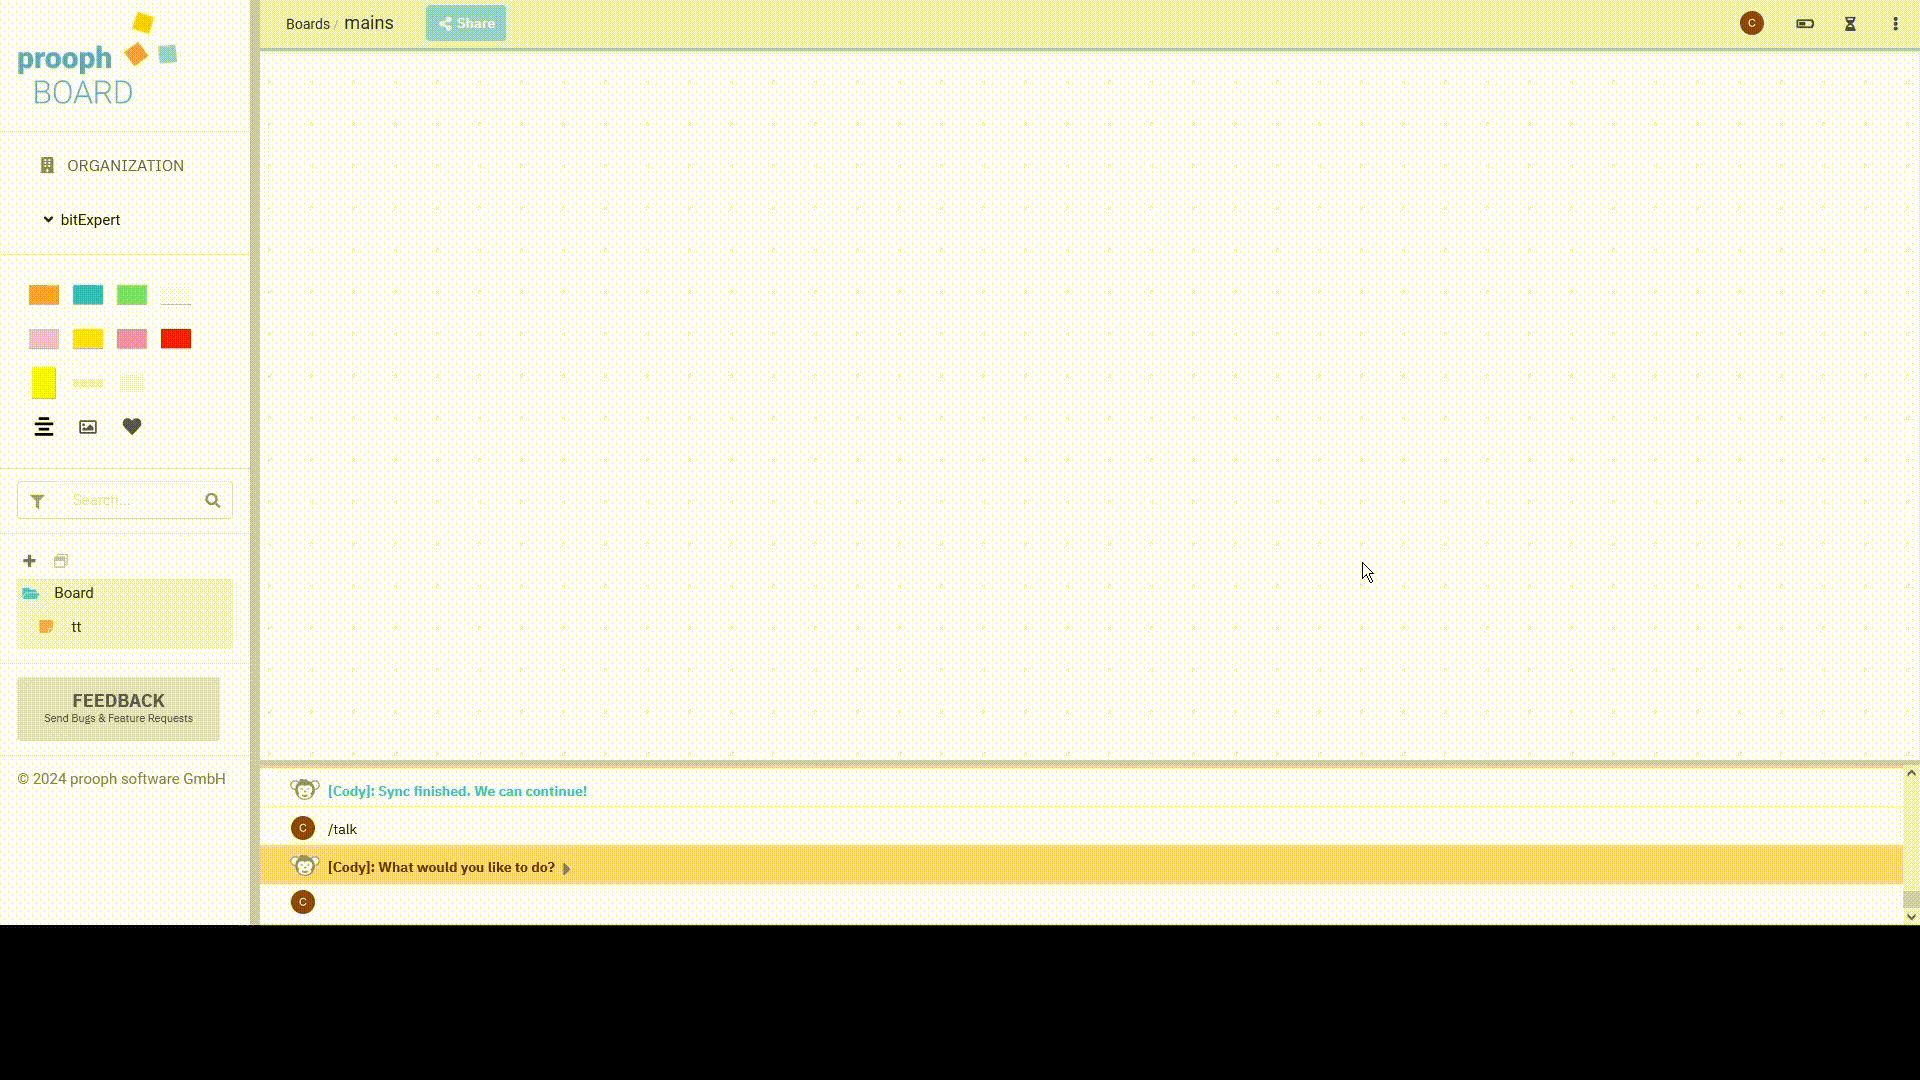 prooph
BOARD
ORGANIZATION
bitExpert
Search...
Board
tt
FEEDBACK
Send Bugs & Feature Requests
© 2024 prooph software GmbH
Boards / mains
Share
C
[Cody]: Sync finished. We can continue!
C
/talk
[Cody]: What would you like to do?
C